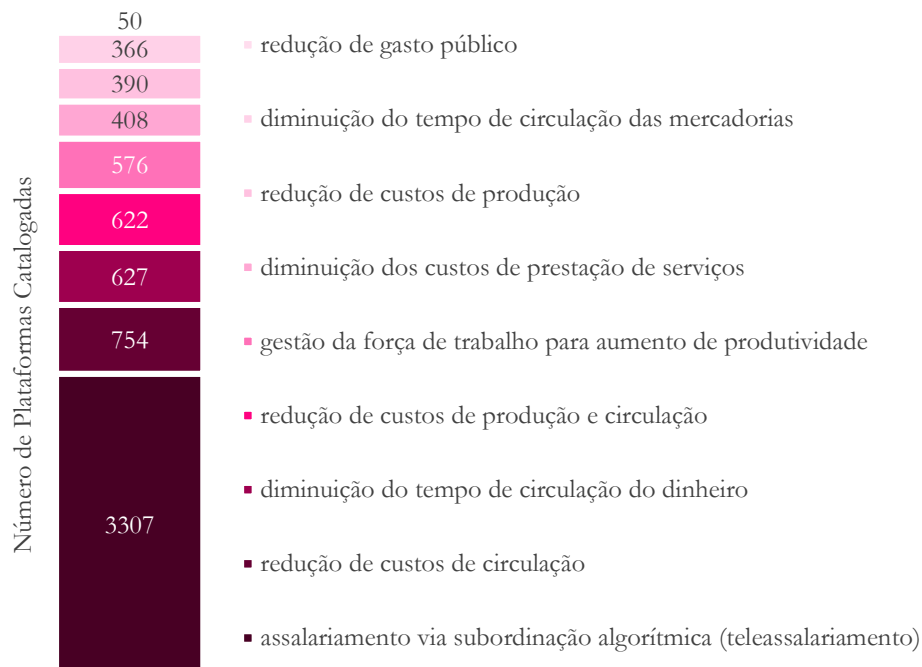 50
366
390
408
576
622
627
754
3307
Número de Plataformas Catalogadas
redução de gasto público
diminuição do tempo de circulação das mercadorias
redução de custos de produção
diminuição dos custos de prestação de serviços
gestão da força de trabalho para aumento de produtividade
redução de custos de produção e circulação
diminuição do tempo de circulação do dinheiro
redução de custos de circulação
assalariamento via subordinação algorítmica (teleassalariamento)